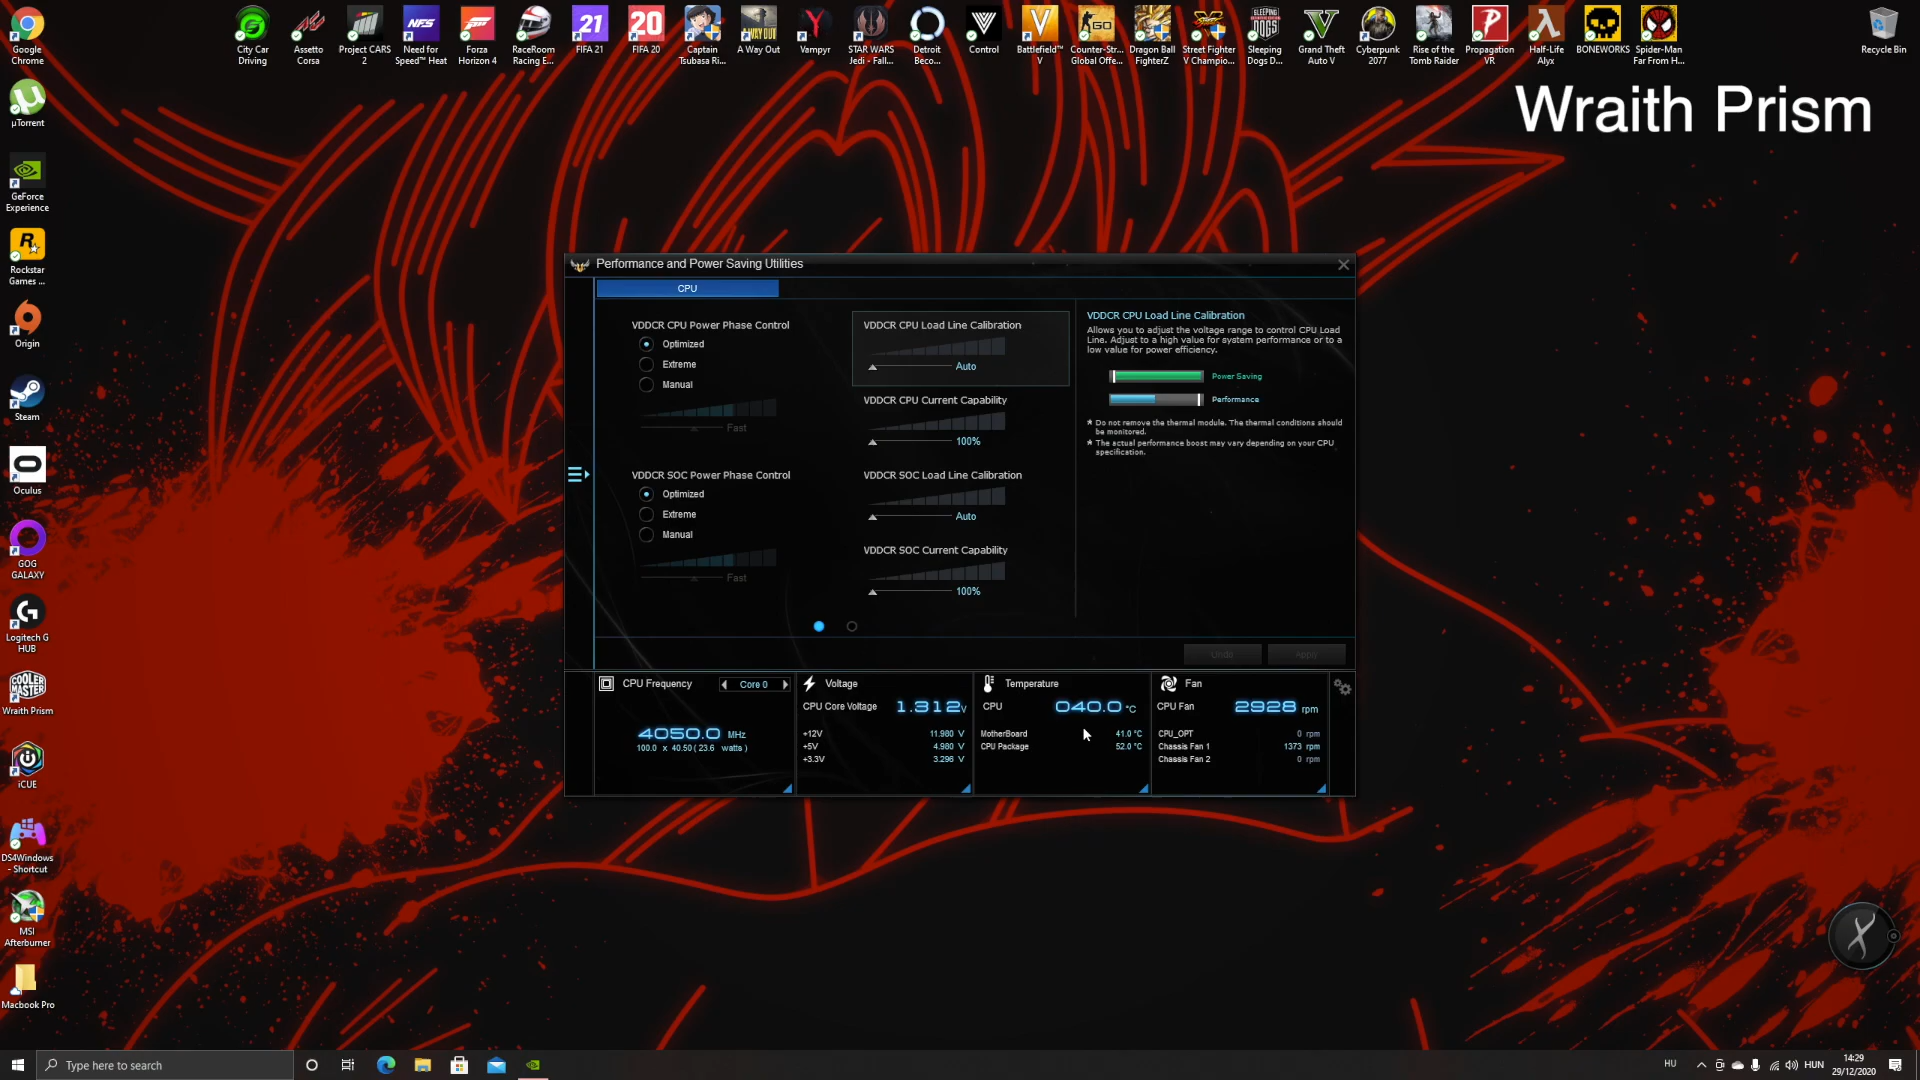 Google
Chrome
City Car
Driving
Assetto
Corsa
Project CARS
2
Need for
Speed™ Heat
Forza
Horizon 4
RaceRoom
Racing E...
FIFA 21
FIFA 20
Captain
Tsubasa Ri...
A Way Out
Vampyr
STAR WARS
Jedi - Fall...
Detroit
Beco...
Control
Battlefield™
V
Counter-Str...
Global Offe...
Dragon Ball
FighterZ
Street Fighter
V Champio...
Sleeping
Dogs D...
Grand Theft
Auto V
Cyberpunk
2077
Rise of the
Tomb Raider
Propagation
VR
Half-Life
Alyx
BONEWORKS
Spider-Man
Far From H...
Recycle Bin
Wraith Prism
µTorrent
GeForce
Experience
Rockstar
Games ...
Origin
Steam
Oculus
GOG
GALAXY
Logitech G
HUB
COOLER
MASTER
Wraith Prism
iCUE
DS4Windows
- Shortcut
MSI
Afterburner
Macbook Pro
Performance and Power Saving Utilities
CPU
VDDCR CPU Power Phase Control
Optimized
Extreme
Manual
Fast
VDDCR SOC Power Phase Control
Optimized
Extreme
Manual
Fast
VDDCR CPU Load Line Calibration
Auto
VDDCR CPU Current Capability
100%
VDDCR SOC Load Line Calibration
Auto
VDDCR SOC Current Capability
100%
VDDCR CPU Load Line Calibration
Allows you to adjust the voltage range to control CPU Load
Line. Adjust to a high value for system performance or to a
low value for power efficiency.
Power Saving
Performance
* Do not remove the thermal module. The thermal conditions should
be monitored.
* The actual performance boost may vary depending on your CPU
specification.
Undo
Apply
CPU Frequency
Core 0
4050.0 MHz
100.0 x 40.50 ( 23.6 watts )
Voltage
CPU Core Voltage 1.312 V
+12V 11.980 V
+5V 4.980 V
+3.3V 3.296 V
Temperature
CPU 040.0 °C
MotherBoard 41.0 °C
CPU Package 52.0 °C
Fan
CPU Fan 2928 rpm
CPU_OPT 0 rpm
Chassis Fan 1 1373 rpm
Chassis Fan 2 0 rpm
Type here to search
HU
HUN
14:29
29/12/2020